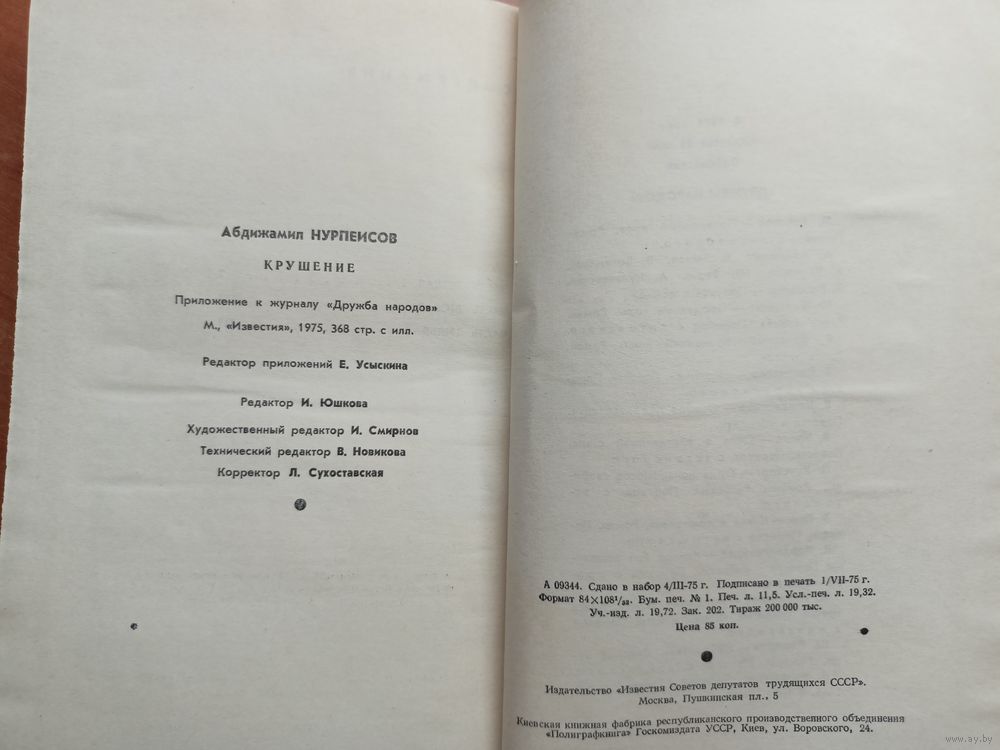 Абдижамил НУРПЕИСОВ
КРУШЕНИЕ
Приложение к журналу «Дружба народов»
М., «Известия», 1975, 368 стр. с илл.
Редактор приложений Е. Усыскина
Редактор И. Юшкова
Художественный редактор И. Смирнов
Технический редактор В. Новикова
Корректор Л. Сухоставская
А 09344. Сдано в набор 4/III-75 г. Подписано в печать 1/VII-75 г.
Формат 84×108¹/₃₂. Бум. печ. № 1. Печ. л. 11,5. Усл.-печ. л. 19,32.
Уч.-изд. л. 19,72. Зак. 202. Тираж 200 000 тыс.
Цена 85 коп.
Издательство «Известия Советов депутатов трудящихся СССР».
Москва, Пушкинская пл., 5
Киевская книжная фабрика республиканского производственного объединения
«Полиграфкнига» Госкомиздата УССР, Киев, ул. Воровского, 24.
www.ay.by